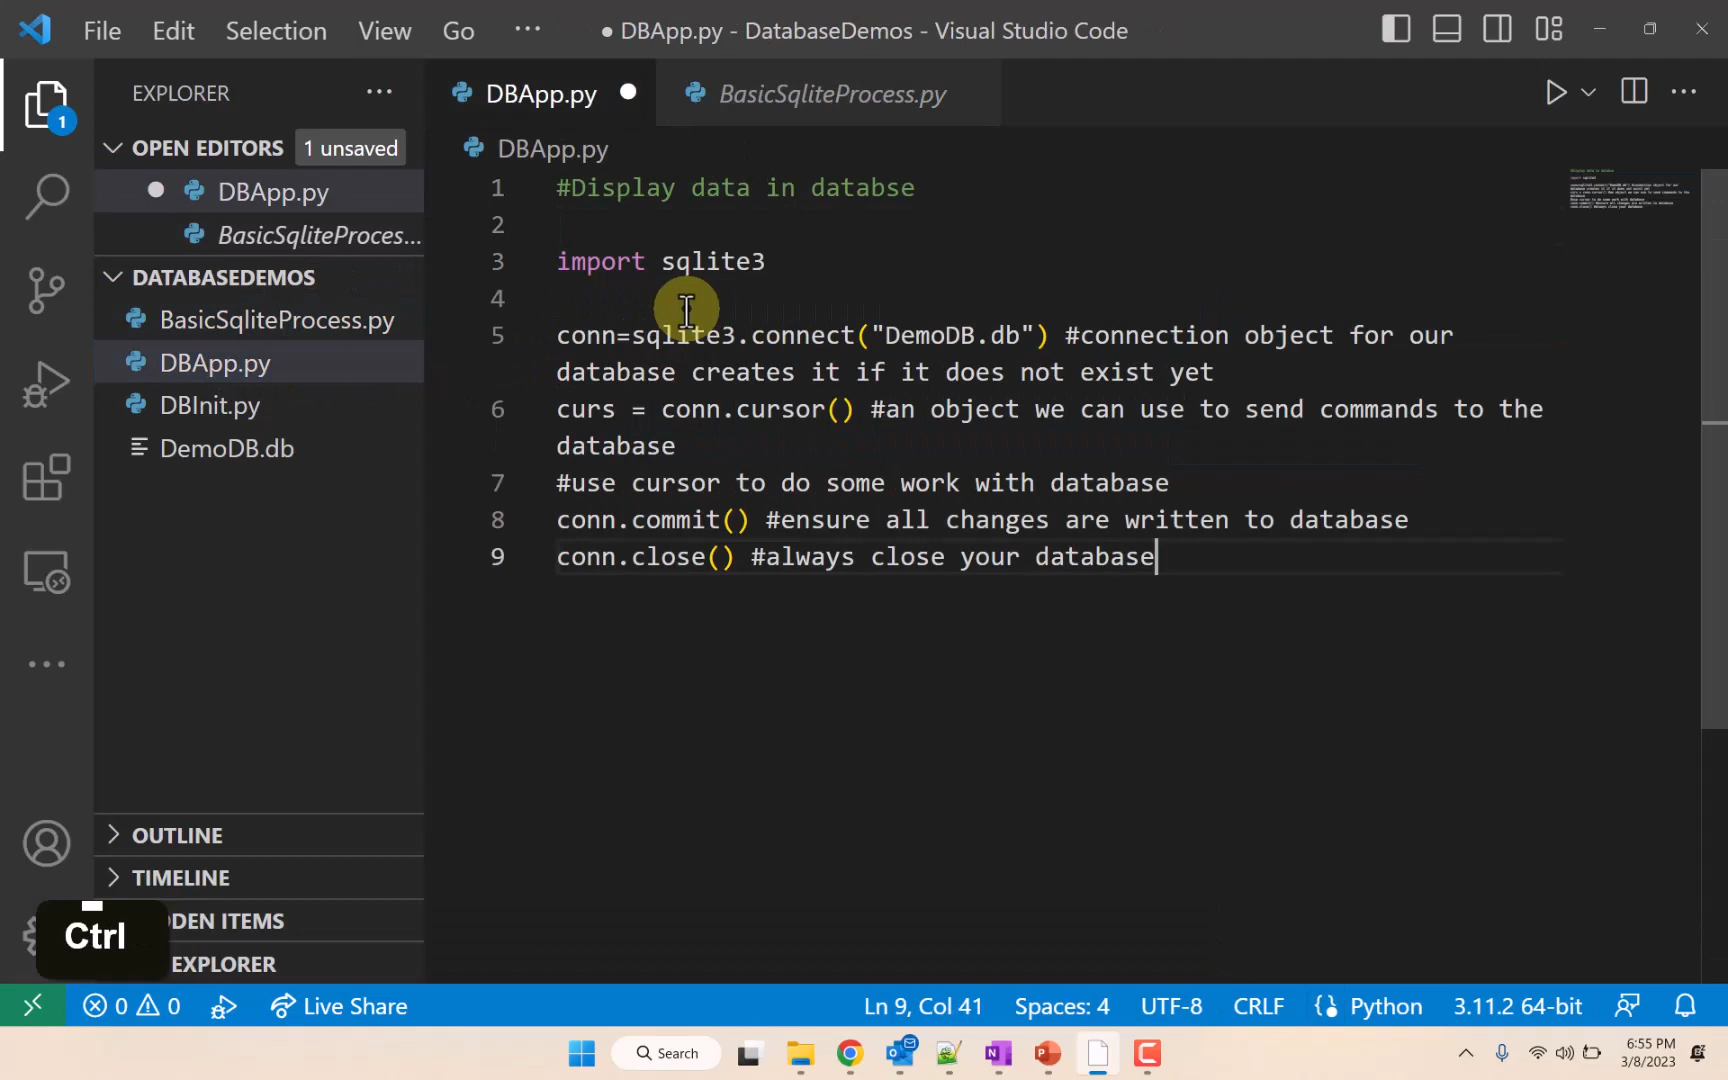 File Edit Selection View Go ··· ● DBApp.py - DatabaseDemos - Visual Studio Code
EXPLORER ···
DBApp.py ● BasicSqliteProcess.py
OPEN EDITORS 1 unsaved
DBApp.py
BasicSqliteProces...
DATABASEDEMOS
BasicSqliteProcess.py
DBApp.py
DBInit.py
DemoDB.db
OUTLINE
TIMELINE
DDEN ITEMS
EXPLORER
1
Ctrl
DBApp.py
1 #Display data in databse
2
3 import sqlite3
4
5 conn=sqlite3.connect("DemoDB.db") #connection object for our
database creates it if it does not exist yet
6 curs = conn.cursor() #an object we can use to send commands to the
database
7 #use cursor to do some work with database
8 conn.commit() #ensure all changes are written to database
9 conn.close() #always close your database
0 0 Live Share Ln 9, Col 41 Spaces: 4 UTF-8 CRLF Python 3.11.2 64-bit
Search
6:55 PM
3/8/2023